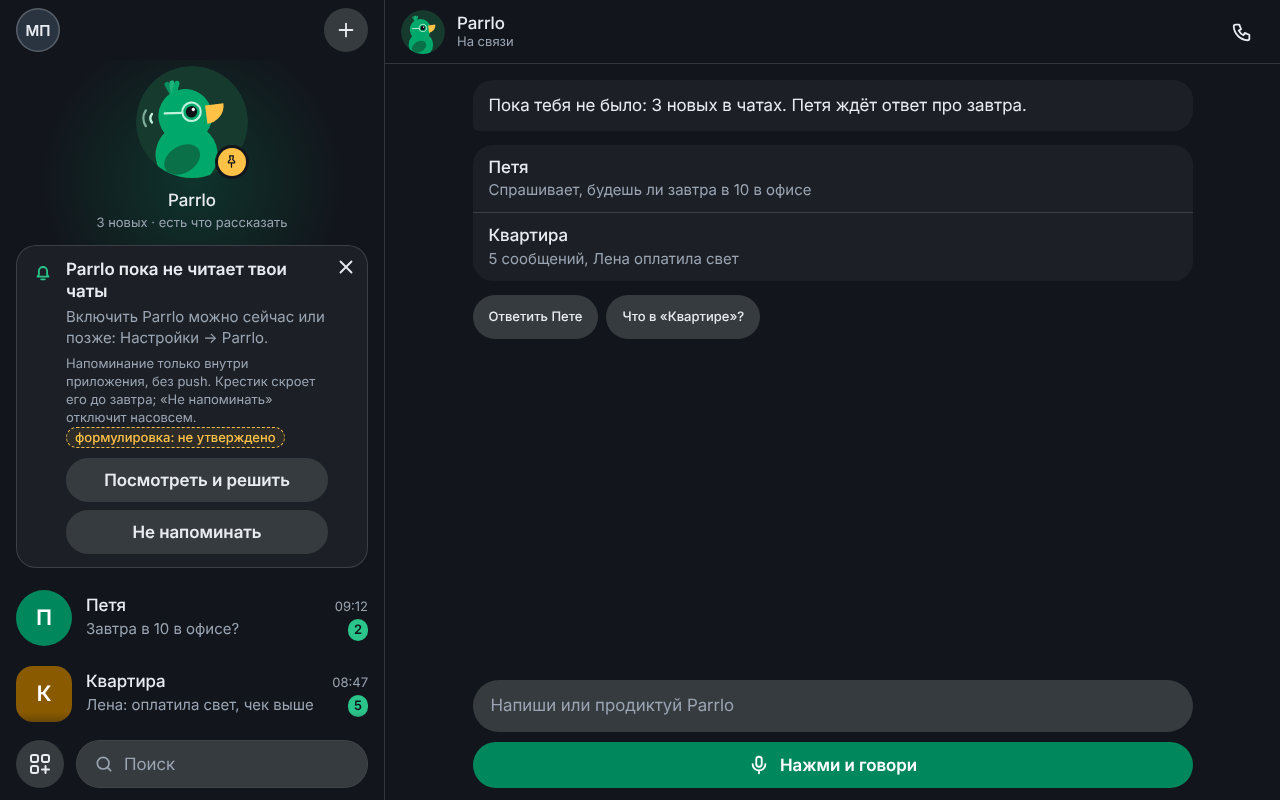 МП
Parrlo
3 новых · есть что рассказать
Parrlo пока не читает твои
чаты
Включить Parrlo можно сейчас или
позже: Настройки → Parrlo.
Напоминание только внутри
приложения, без push. Крестик скроет
его до завтра; «Не напоминать»
отключит насовсем.
формулировка: не утверждено
Посмотреть и решить
Не напоминать
П
Петя
09:12
Завтра в 10 в офисе?
2
К
Квартира
08:47
Лена: оплатила свет, чек выше
5
Поиск
Parrlo
На связи
Пока тебя не было: 3 новых в чатах. Петя ждёт ответ про завтра.
Петя
Спрашивает, будешь ли завтра в 10 в офисе
Квартира
5 сообщений, Лена оплатила свет
Ответить Пете
Что в «Квартире»?
Напиши или продиктуй Parrlo
Нажми и говори